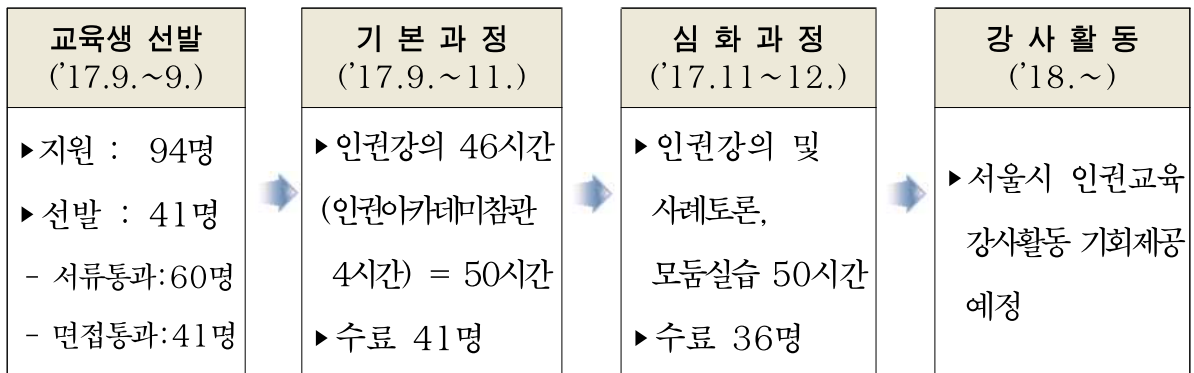 교육생 선발
('17.9.~9.)
▶지원 : 94명
▶선발 : 41명
- 서류통과:60명
- 면접통과:41명
기 본 과 정
('17.9.~11.)
▶인권강의 46시간
(인권아카데미참관
4시간) = 50시간
▶수료 41명
심 화 과 정
('17.11~12.)
▶인권강의 및
사례토론,
모둠실습 50시간
▶수료 36명
강 사 활 동
('18.~)
▶서울시 인권교육
강사활동 기회제공
예정